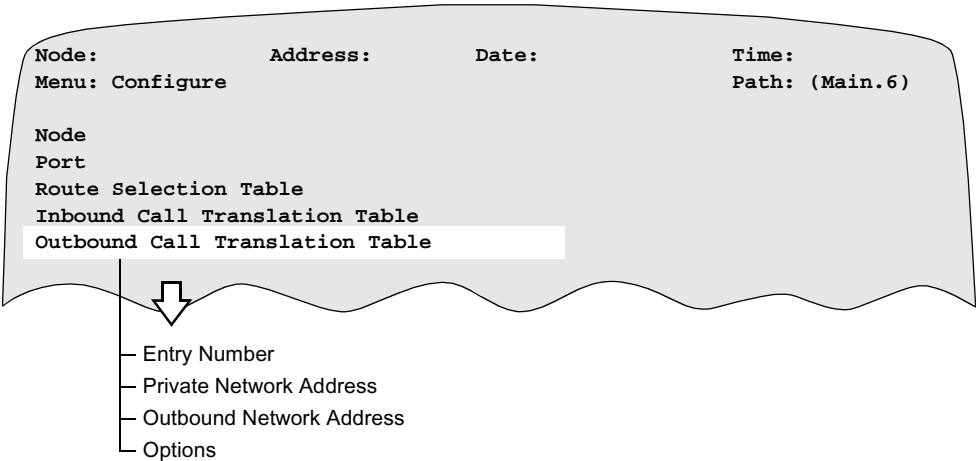 Node: Address: Date: Time:
Menu: Configure Path: (Main.6)
Node
Port
Route Selection Table
Inbound Call Translation Table
Outbound Call Translation Table
Entry Number
Private Network Address
Outbound Network Address
Options